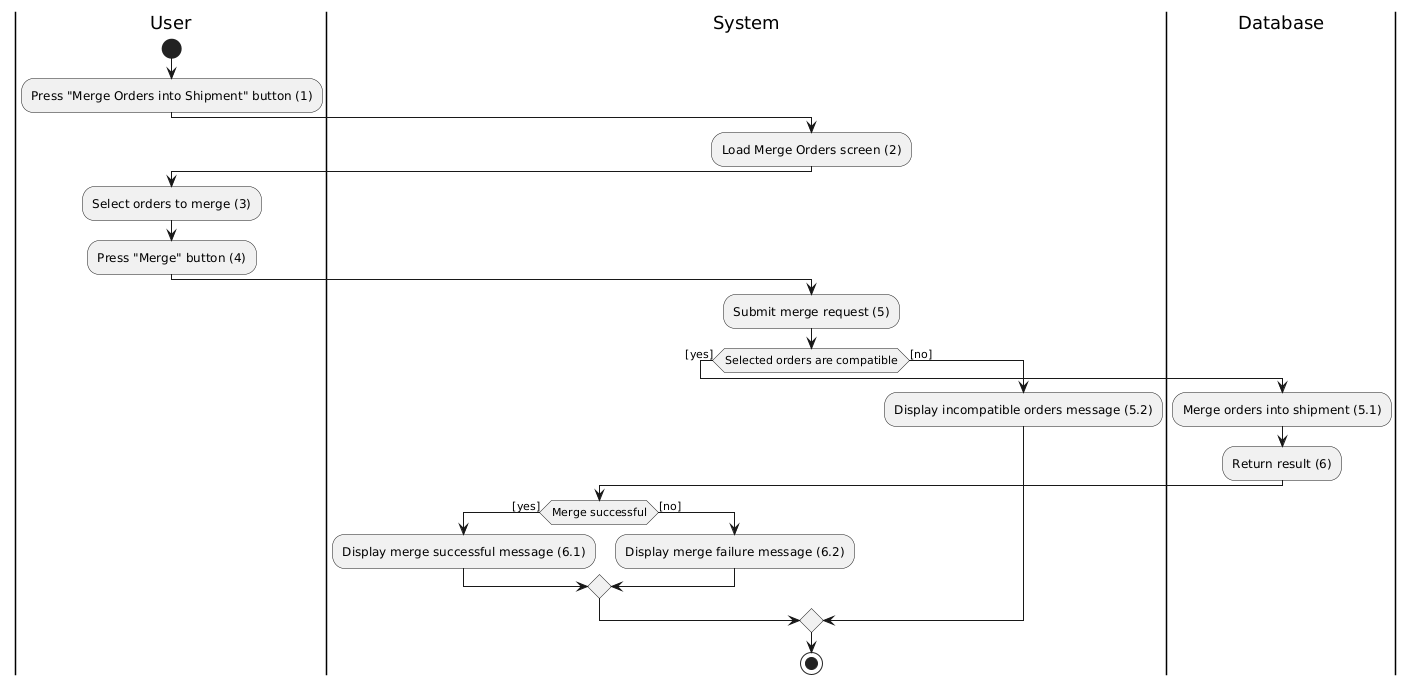 User
System
Database
Press "Merge Orders into Shipment" button (1)
Load Merge Orders screen (2)
Select orders to merge (3)
Press "Merge" button (4)
Submit merge request (5)
[yes]
Selected orders are compatible
[no]
Display incompatible orders message (5.2)
Merge orders into shipment (5.1)
Return result (6)
[yes]
Merge successful
[no]
Display merge successful message (6.1)
Display merge failure message (6.2)